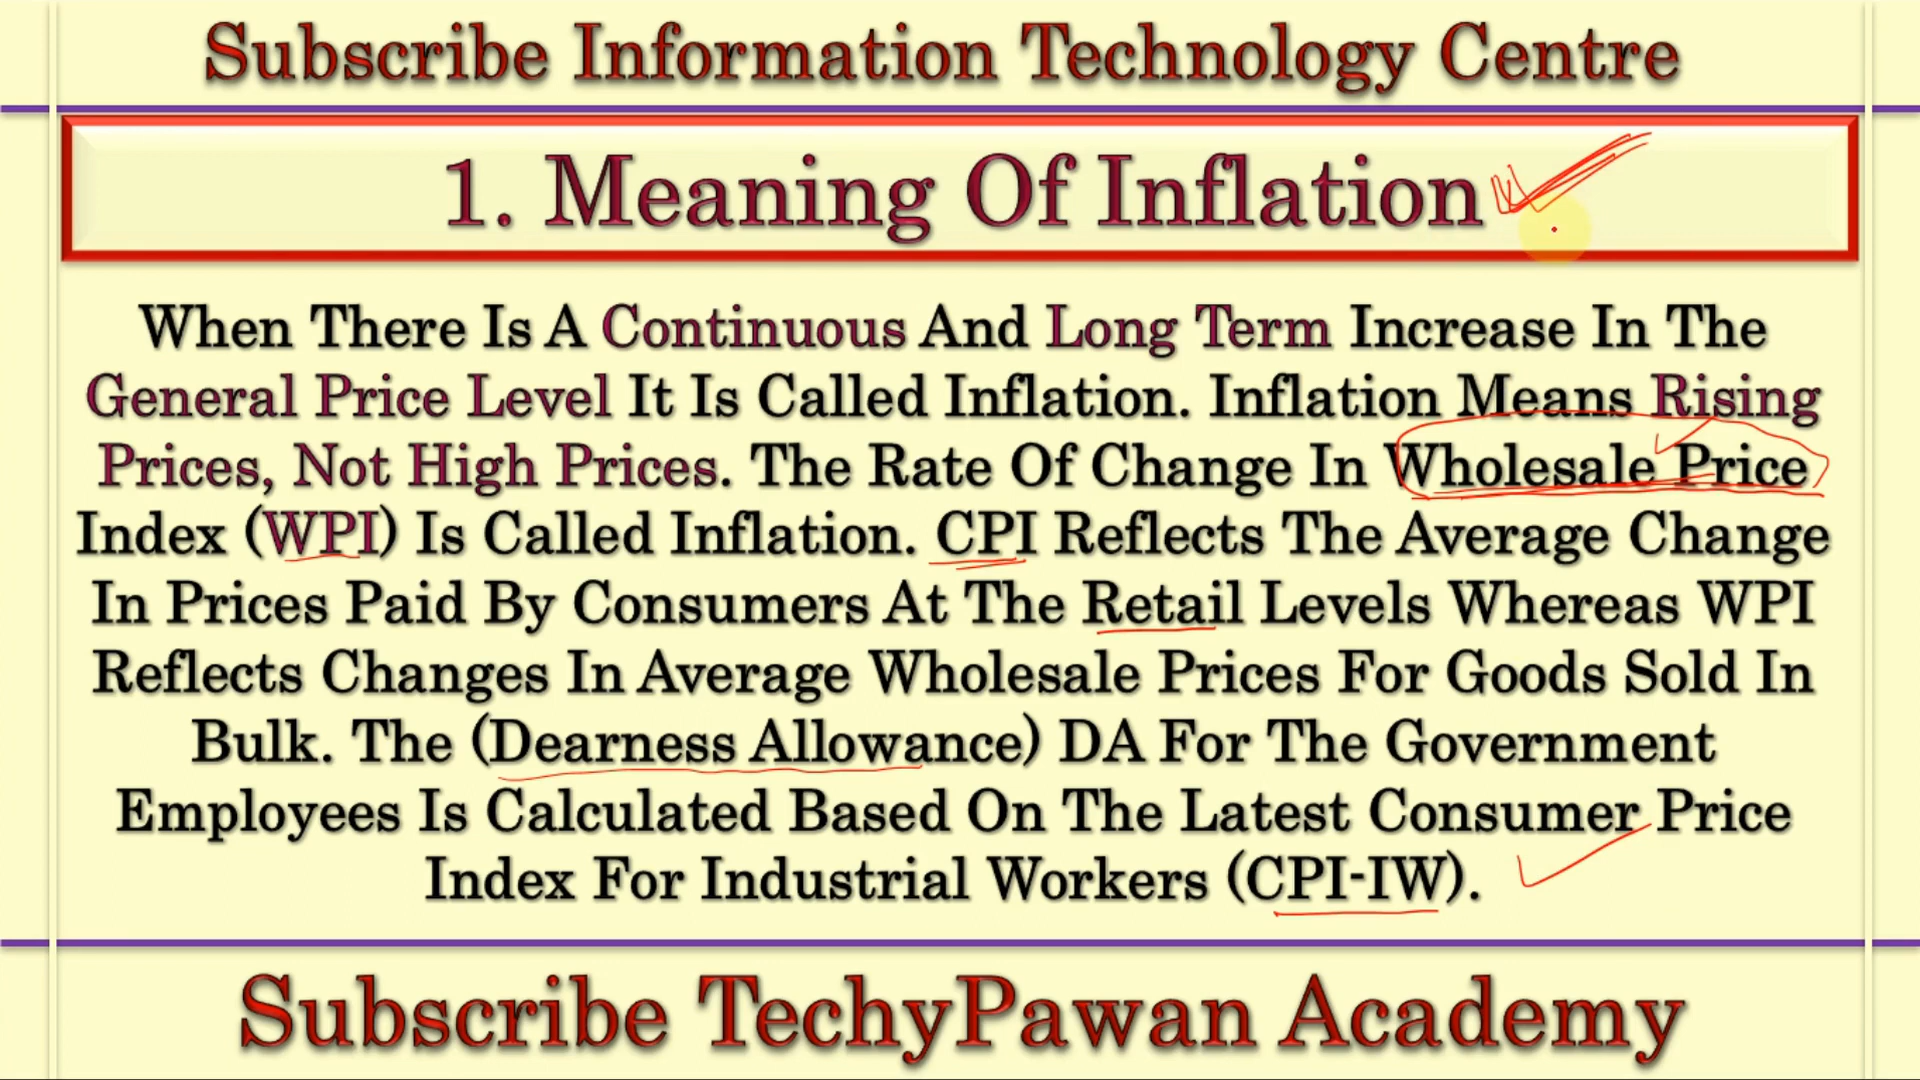 Subscribe Information Technology Centre
1. Meaning Of Inflation
When There Is A Continuous And Long Term Increase In The
General Price Level It Is Called Inflation. Inflation Means Rising
Prices, Not High Prices. The Rate Of Change In Wholesale Price
Index (WPI) Is Called Inflation. CPI Reflects The Average Change
In Prices Paid By Consumers At The Retail Levels Whereas WPI
Reflects Changes In Average Wholesale Prices For Goods Sold In
Bulk. The (Dearness Allowance) DA For The Government
Employees Is Calculated Based On The Latest Consumer Price
Index For Industrial Workers (CPI-IW).
Subscribe TechyPawan Academy